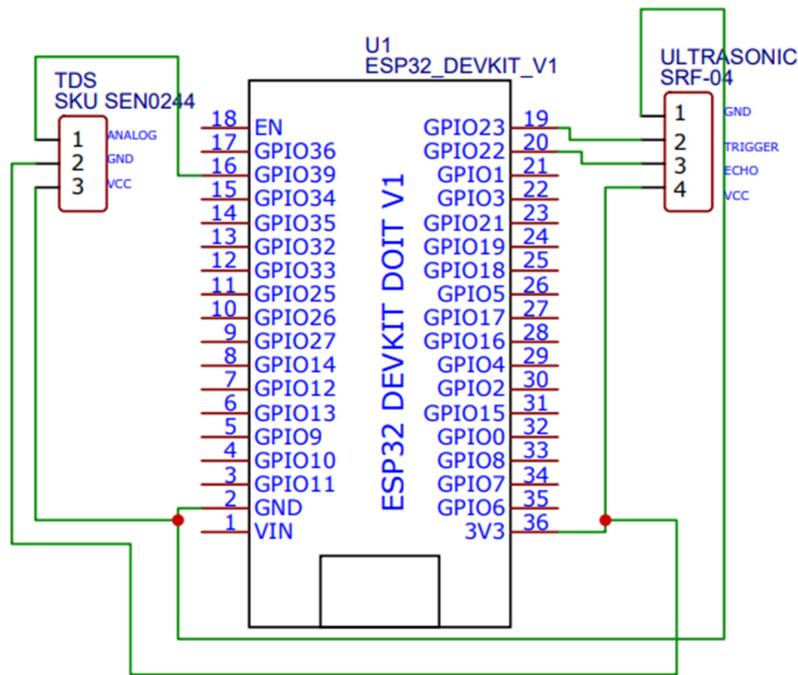 U1
ESP32_DEVKIT_V1
TDS
SKU SEN0244
1 ANALOG
2 GND
3 VCC
ULTRASONIC
SRF-04
1 GND
2 TRIGGER
3 ECHO
4 VCC
ESP32 DEVKIT DOIT V1
18 EN GPIO23 19
17 GPIO36 GPIO22 20
16 GPIO39 GPIO1 21
15 GPIO34 GPIO3 22
14 GPIO35 GPIO21 23
13 GPIO32 GPIO19 24
12 GPIO33 GPIO18 25
11 GPIO25 GPIO5 26
10 GPIO26 GPIO17 27
9 GPIO27 GPIO16 28
8 GPIO14 GPIO4 29
7 GPIO12 GPIO2 30
6 GPIO13 GPIO15 31
5 GPIO9 GPIO0 32
4 GPIO10 GPIO8 33
3 GPIO11 GPIO7 34
2 GND GPIO6 35
1 VIN 3V3 36